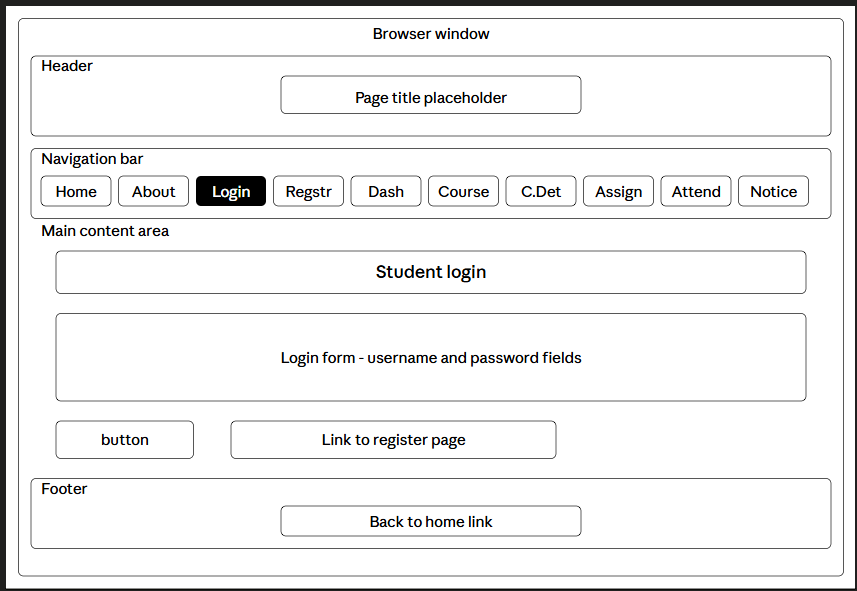 Browser window
Header
Page title placeholder
Navigation bar
Home About Login Regstr Dash Course C.Det Assign Attend Notice
Main content area
Student login
Login form - username and password fields
button Link to register page
Footer
Back to home link